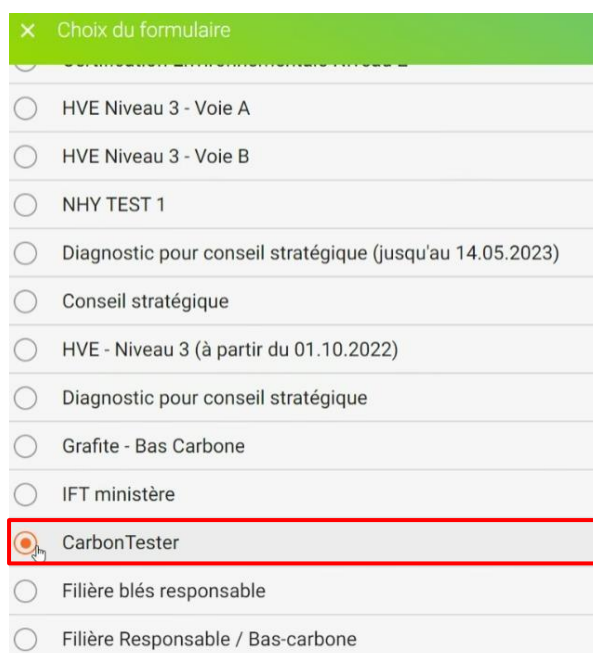 Choix du formulaire
HVE Niveau 3 - Voie A
HVE Niveau 3 - Voie B
NHY TEST 1
Diagnostic pour conseil stratégique (jusqu'au 14.05.2023)
Conseil stratégique
HVE - Niveau 3 (à partir du 01.10.2022)
Diagnostic pour conseil stratégique
Grafite - Bas Carbone
IFT ministère
CarbonTester
Filière blés responsable
Filière Responsable / Bas-carbone